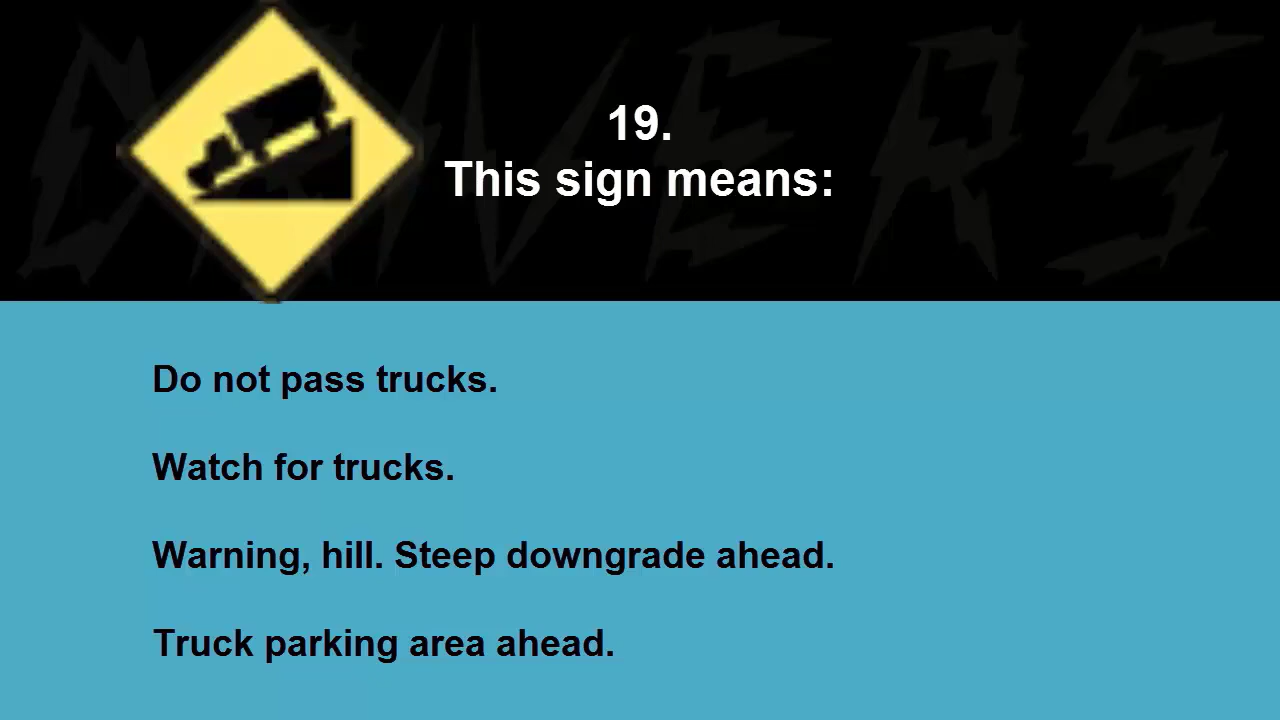 DRIVERS
19.
This sign means:
Do not pass trucks.
Watch for trucks.
Warning, hill. Steep downgrade ahead.
Truck parking area ahead.